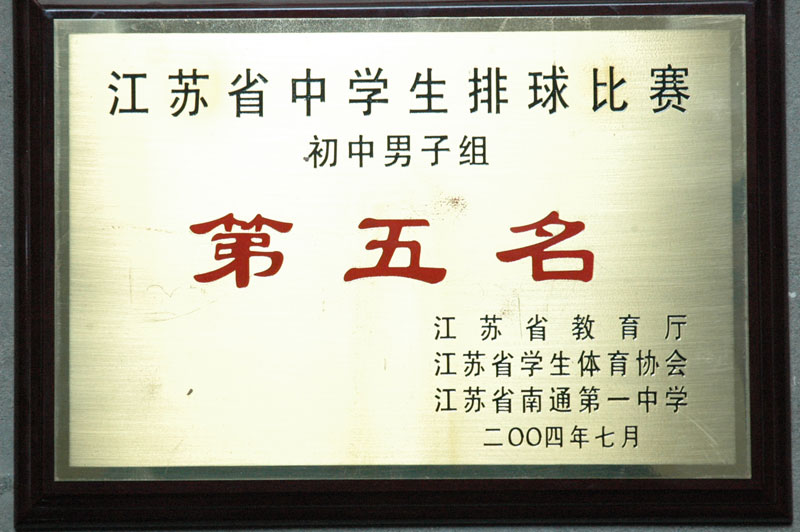 江苏省中学生排球比赛
初中男子组
第五名
江苏省教育厅
江苏省学生体育协会
江苏省南通第一中学
二〇〇四年七月